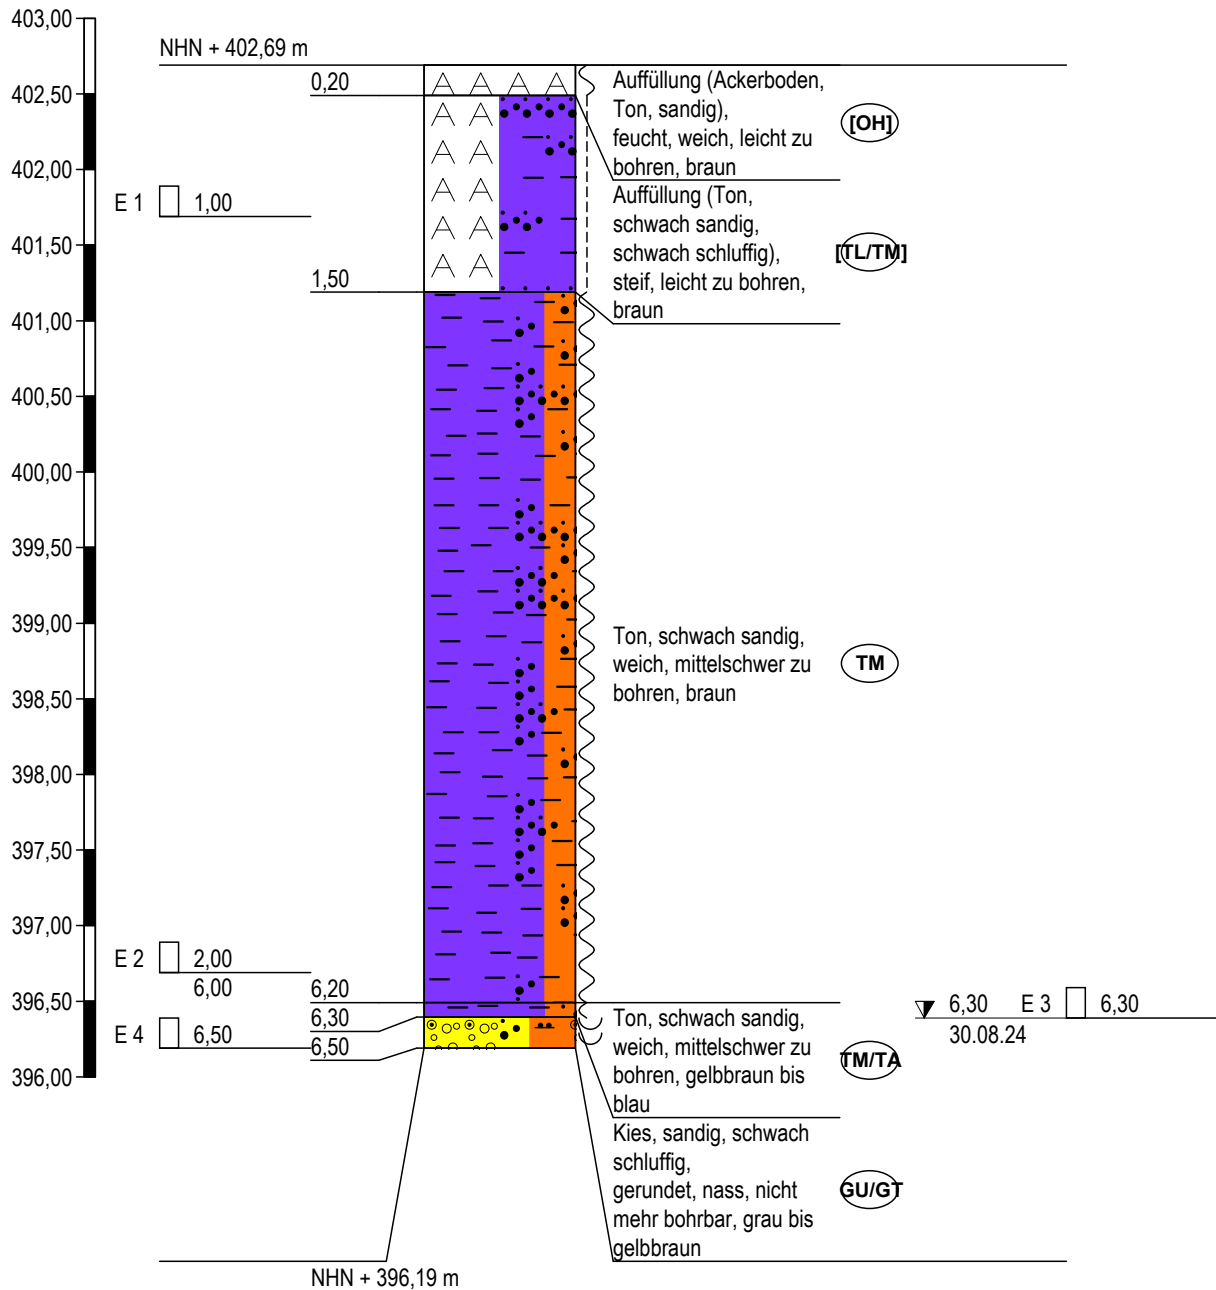 403,00
NHN + 402,69 m
0,20
402,50
402,00
401,50
401,00
400,50
400,00
399,50
399,00
398,50
398,00
397,50
397,00
396,50
396,00
E 1 1,00
1,50
E 2 2,00
6,00
6,20
6,30
E 4 6,50
6,50
Auffüllung (Ackerboden,
Ton, sandig),
feucht, weich, leicht zu
bohren, braun
[OH]
Auffüllung (Ton,
schwach sandig,
schwach schluffig),
steif, leicht zu bohren,
braun
[TL/TM]
Ton, schwach sandig,
weich, mittelschwer zu
bohren, braun
TM
Ton, schwach sandig,
weich, mittelschwer zu
bohren, gelbbraun bis
blau
TM/TA
Kies, sandig, schwach
schluffig,
gerundet, nass, nicht
mehr bohrbar, grau bis
gelbbraun
GU/GT
6,30 E 3 6,30
30.08.24
NHN + 396,19 m